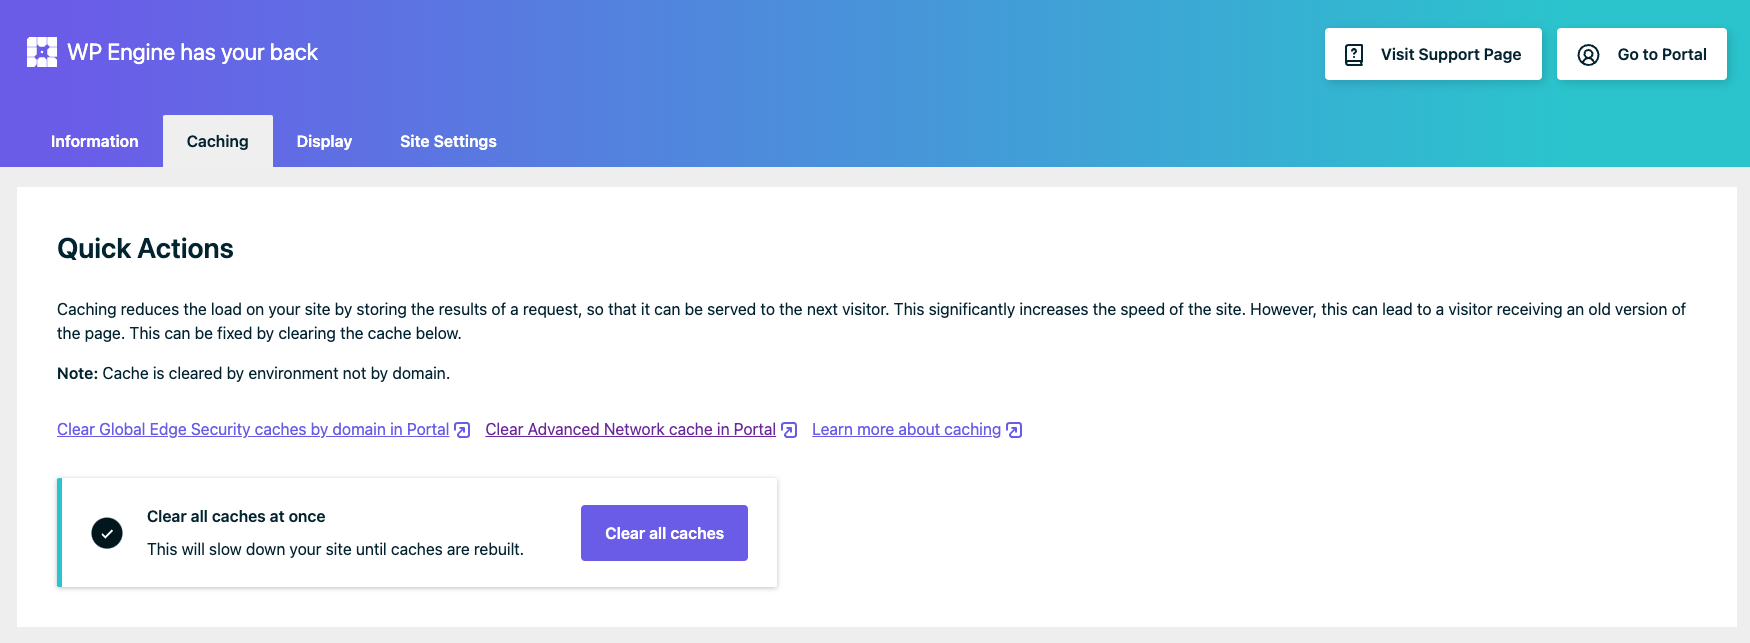 WP Engine has your back
Visit Support Page
Go to Portal
Information
Caching
Display
Site Settings
Quick Actions
Caching reduces the load on your site by storing the results of a request, so that it can be served to the next visitor. This significantly increases the speed of the site. However, this can lead to a visitor receiving an old version of
the page. This can be fixed by clearing the cache below.
Note: Cache is cleared by environment not by domain.
Clear Global Edge Security caches by domain in Portal
Clear Advanced Network cache in Portal
Learn more about caching
Clear all caches at once
This will slow down your site until caches are rebuilt.
Clear all caches